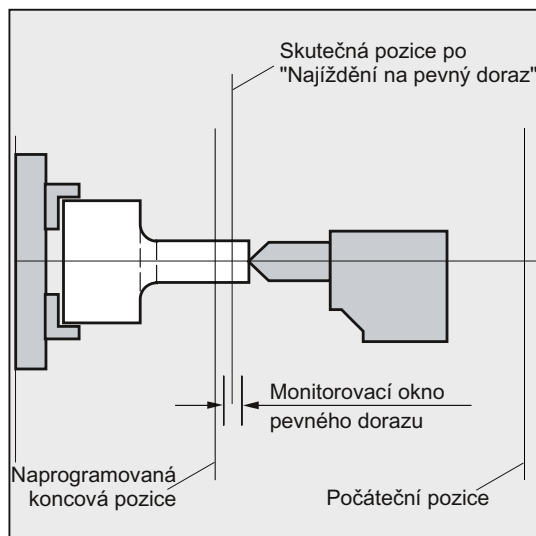 Skutečná pozice po
"Najíždění na pevný doraz"
Monitorovací okno
pevného dorazu
Naprogramovaná
koncová pozice
Počáteční pozice